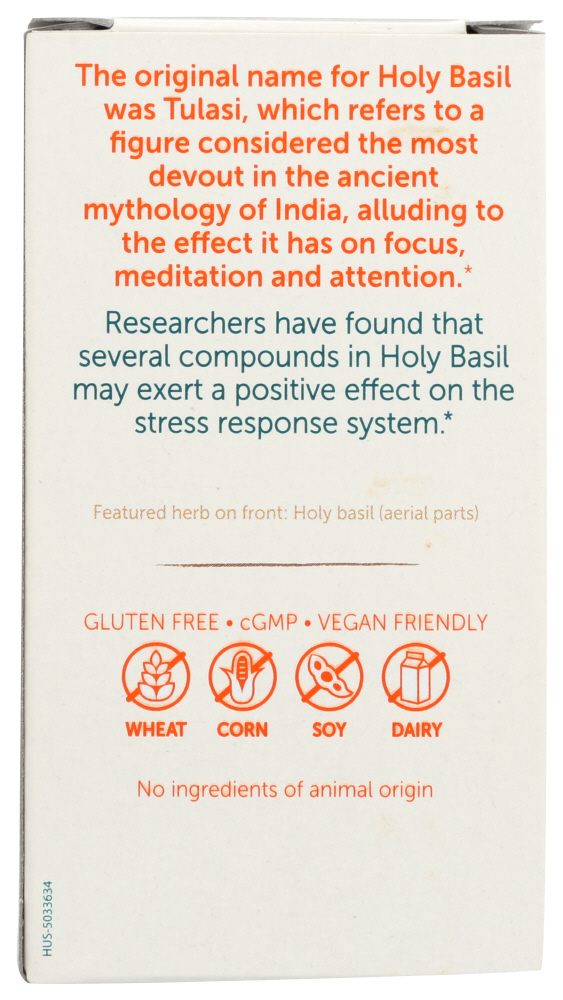 The original name for Holy Basil
was Tulasi, which refers to a
figure considered the most
devout in the ancient
mythology of India, alluding to
the effect it has on focus,
meditation and attention.*
Researchers have found that
several compounds in Holy Basil
may exert a positive effect on the
stress response system.*
Featured herb on front: Holy basil (aerial parts)
GLUTEN FREE • cGMP • VEGAN FRIENDLY
WHEAT CORN SOY DAIRY
No ingredients of animal origin
HUS-5033634